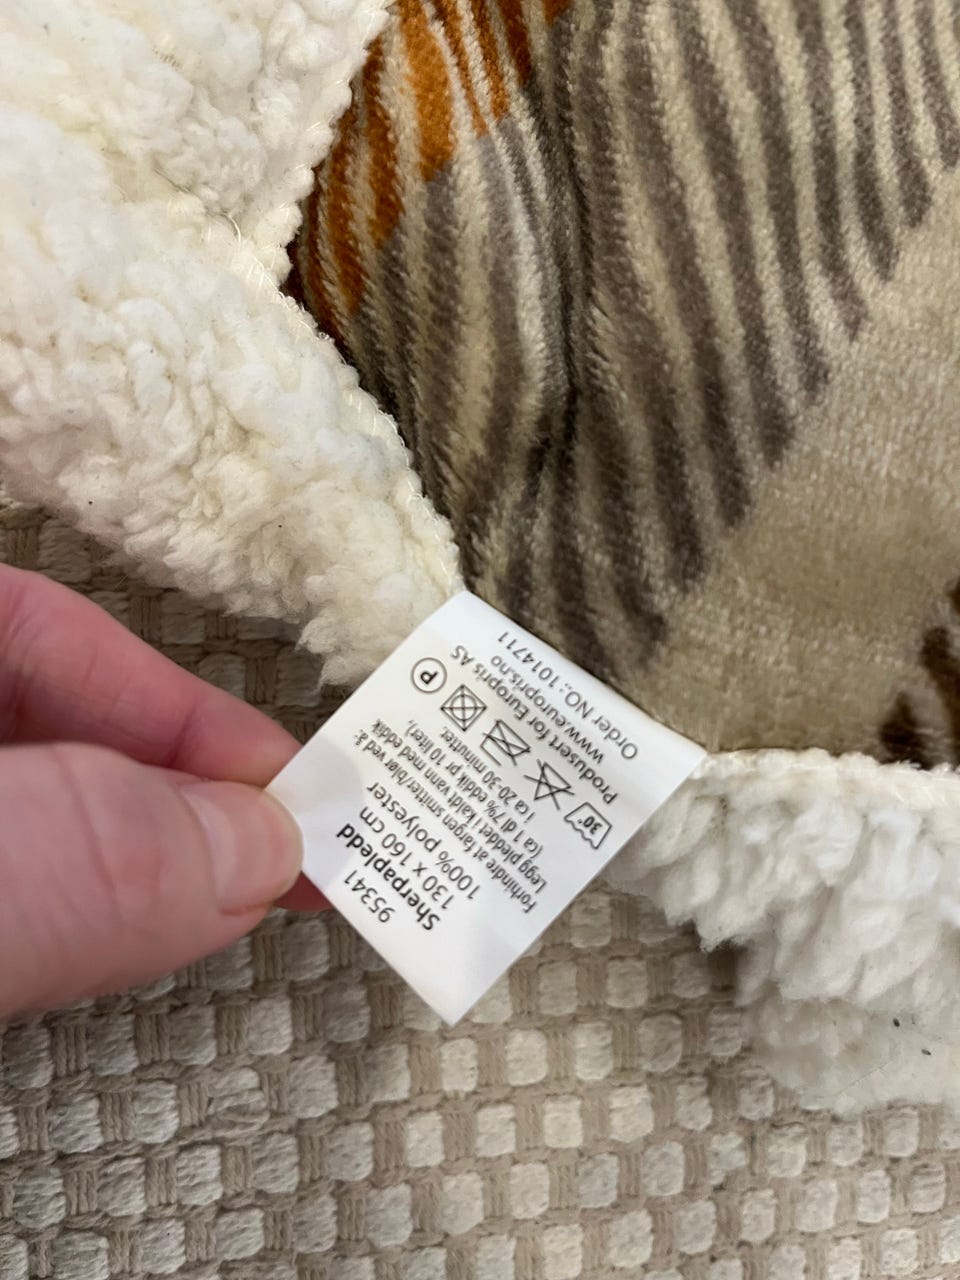 95341
Sherpapledd
130 x 160 cm
100% polyester
Forhindre at fargen smitter/blør ved å:
Legg pleddet i kaldt vann med eddik
(ca 1 dl 7% eddik pr 10 liter),
i ca 20-30 minutter.
30°
P
Produsert for Europris AS
www.europris.no
Order NO.: 1014711